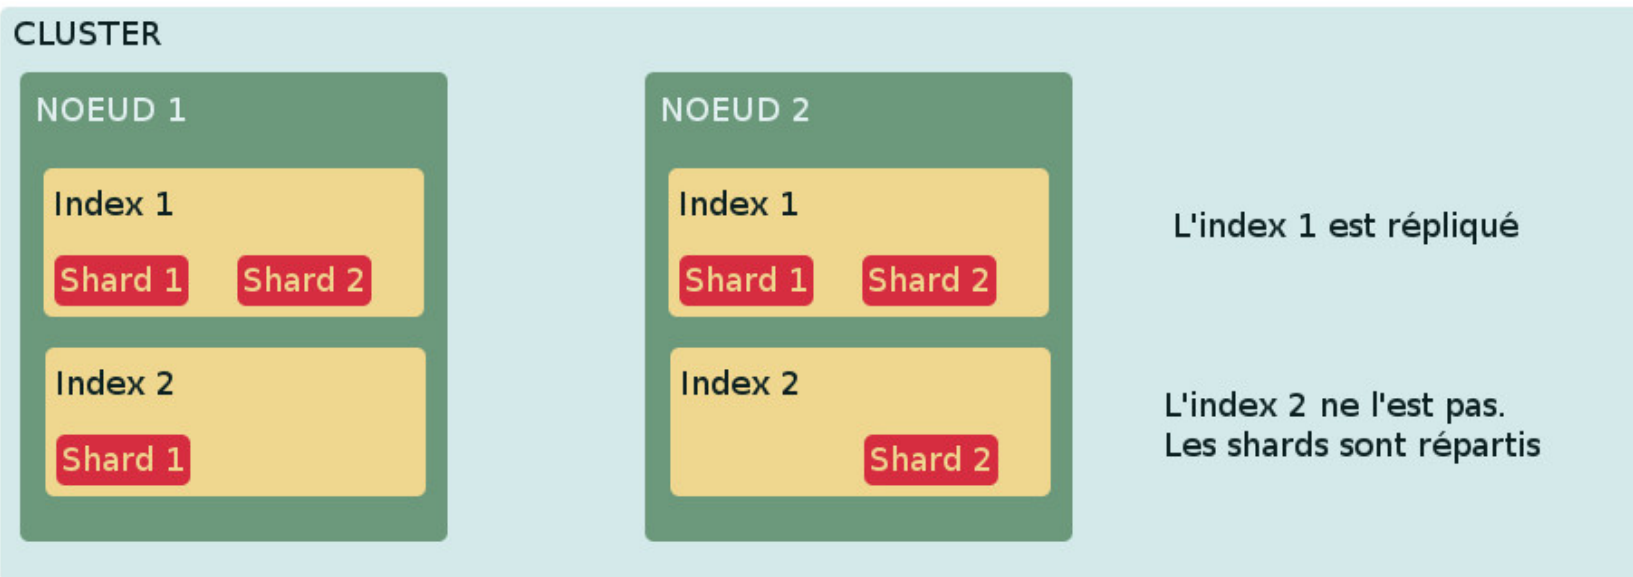 CLUSTER
NOEUD 1
Index 1
Shard 1 Shard 2
Index 2
Shard 1
NOEUD 2
Index 1
Shard 1 Shard 2
Index 2
Shard 2
L'index 1 est répliqué
L'index 2 ne l'est pas.
Les shards sont répartis